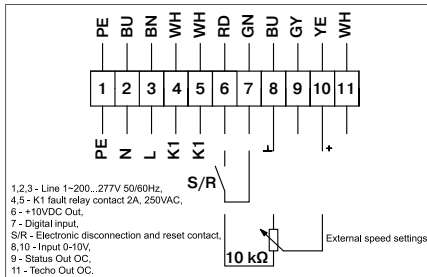 PE BU BN WH WH RD GN BU GY YE WH
1 2 3 4 5 6 7 8 9 10 11
PE N L K1 K1 ⊥ +
S/R
1,2,3 - Line 1~200...277V 50/60Hz,
4,5 - K1 fault relay contact 2A, 250VAC,
6 - +10VDC Out,
7 - Digital input,
S/R - Electronic disconnection and reset contact,
8,10 - Input 0-10V,
9 - Status Out OC,
11 - Techo Out OC.
External speed settings
10 kΩ